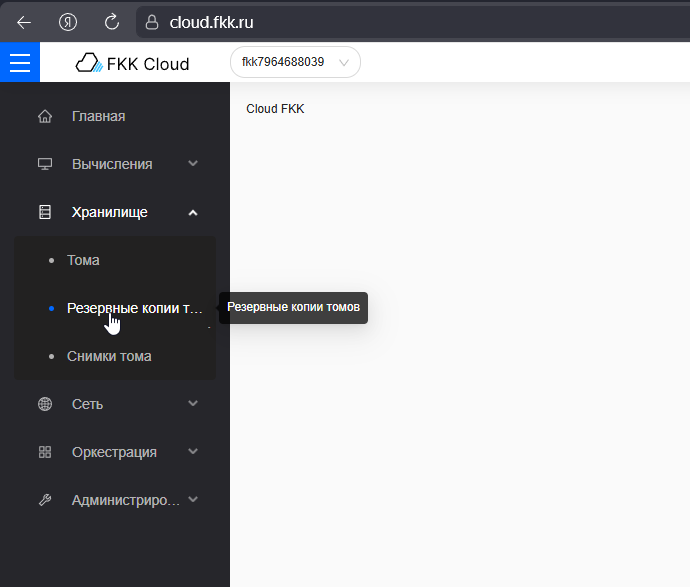 cloud.fkk.ru
FKK Cloud
fkk7964688039
Главная
Cloud FKK
Вычисления
Хранилище
Тома
Резервные копии т...
Резервные копии томов
Снимки тома
Сеть
Оркестрация
Администриро...